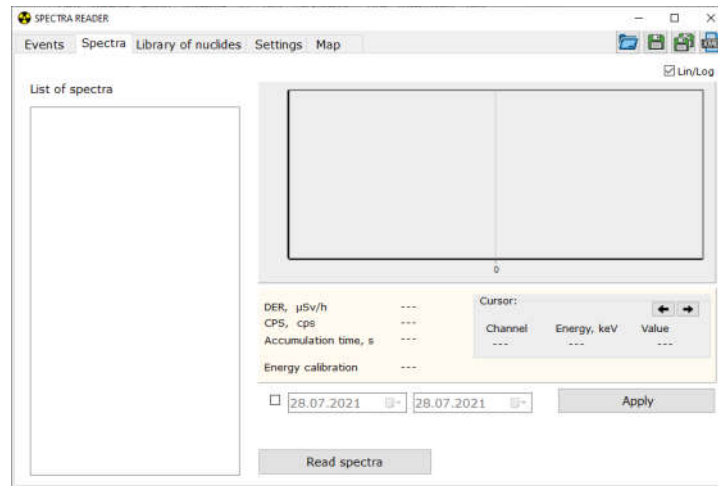 SPECTRA READER
Events Spectra Library of nuclides Settings Map
Lin/Log
List of spectra
0
DER, µSv/h ---
CPS, cps ---
Accumulation time, s ---
Energy calibration ---
Cursor:
Channel Energy, keV Value
--- --- ---
28.07.2021 28.07.2021 Apply
Read spectra